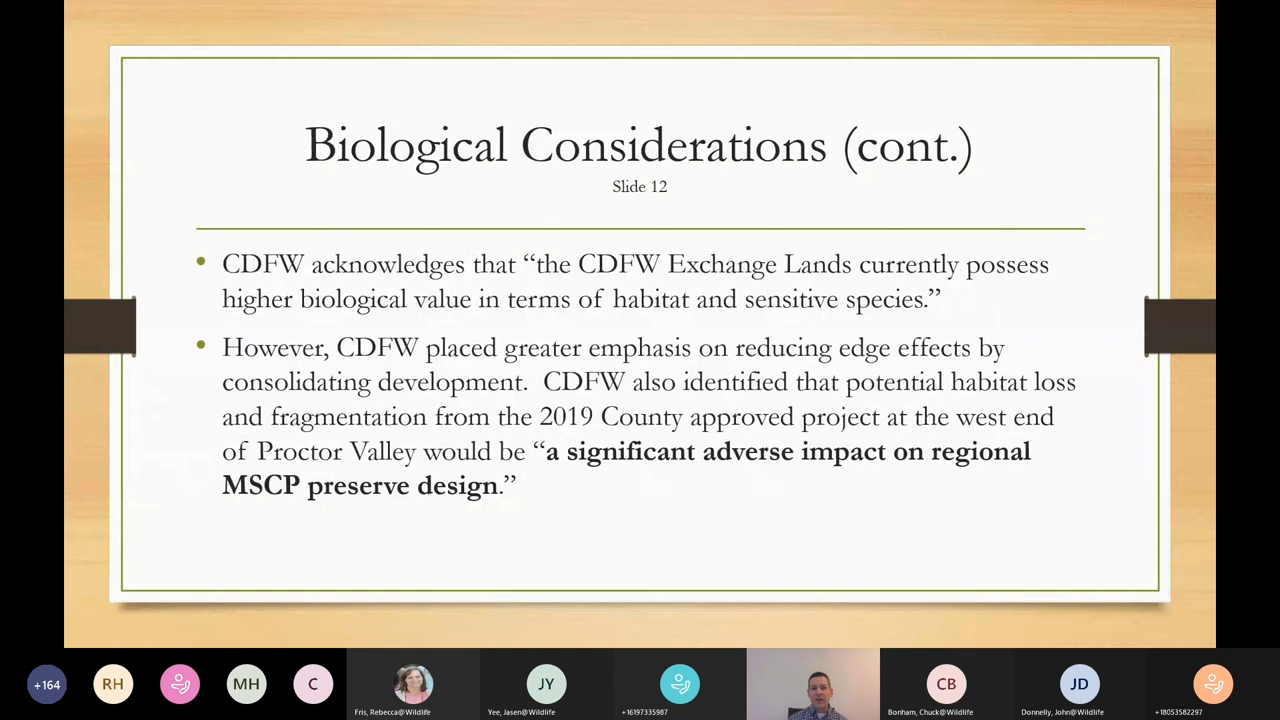 Biological Considerations (cont.)
Slide 12
• CDFW acknowledges that “the CDFW Exchange Lands currently possess
higher biological value in terms of habitat and sensitive species.”
• However, CDFW placed greater emphasis on reducing edge effects by
consolidating development.  CDFW also identified that potential habitat loss
and fragmentation from the 2019 County approved project at the west end
of Proctor Valley would be “a significant adverse impact on regional
MSCP preserve design.”
+164
RH
MH
C
JY
CB
JD
Fris, Rebecca@Wildlife
Yee, Jasen@Wildlife
+16197335987
Bonham, Chuck@Wildlife
Donnelly, John@Wildlife
+18053582297